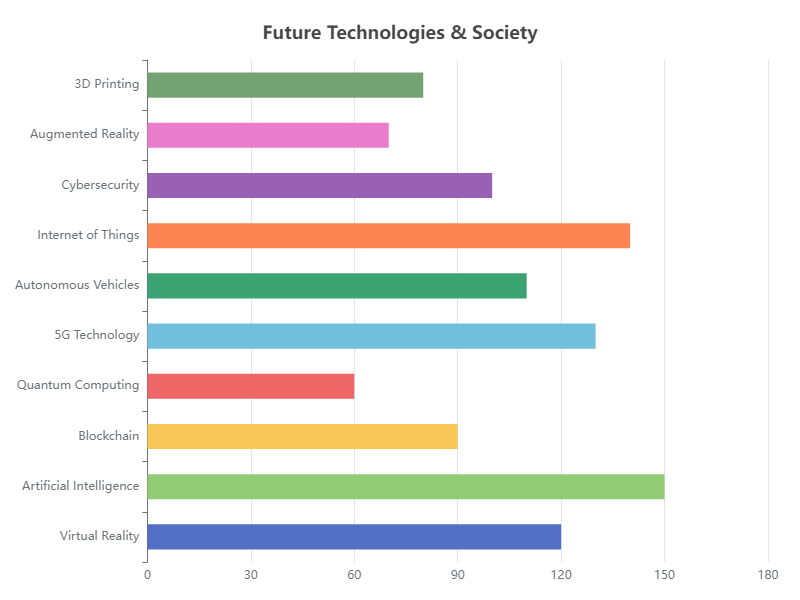 Future Technologies & Society
3D Printing
Augmented Reality
Cybersecurity
Internet of Things
Autonomous Vehicles
5G Technology
Quantum Computing
Blockchain
Artificial Intelligence
Virtual Reality
0 30 60 90 120 150 180